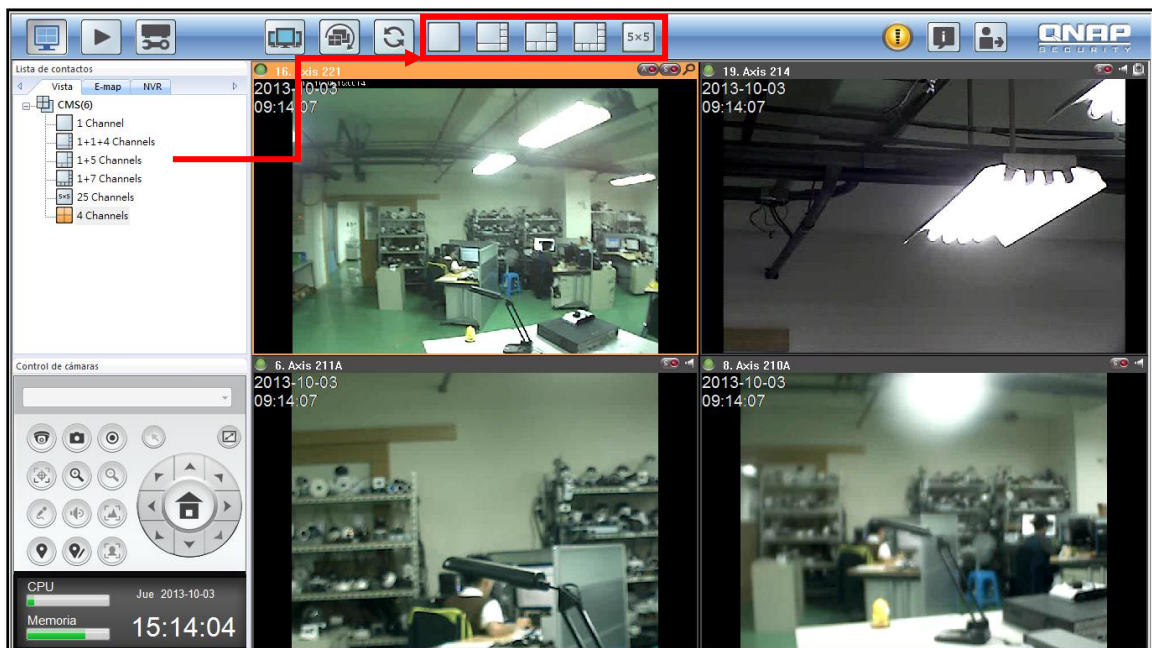 5×5
QNAP
SECURITY
Lista de contactos
Vista E-map NVR
CMS(6)
1 Channel
1+1+4 Channels
1+5 Channels
1+7 Channels
5×5 25 Channels
4 Channels
16. Axis 221
2013-10-03
09:14:07
19. Axis 214
2013-10-03
09:14:07
Control de cámaras
6. Axis 211A
2013-10-03
09:14:07
8. Axis 210A
2013-10-03
09:14:07
CPU
Jue 2013-10-03
Memoria
15:14:04